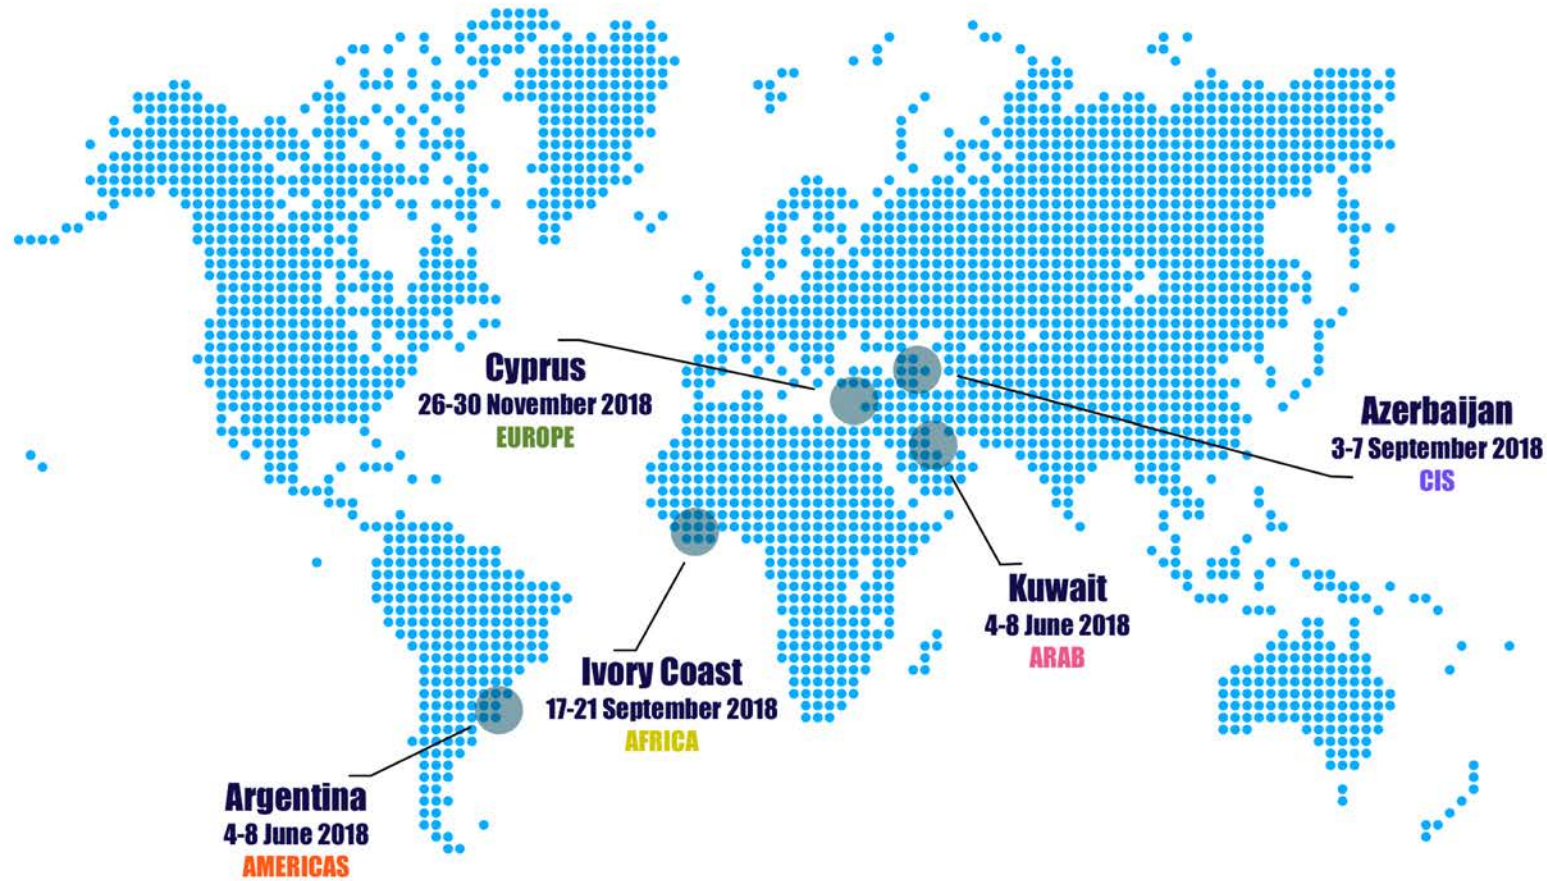 Cyprus
26-30 November 2018
EUROPE
Azerbaijan
3-7 September 2018
CIS
Kuwait
4-8 June 2018
ARAB
Ivory Coast
17-21 September 2018
AFRICA
Argentina
4-8 June 2018
AMERICAS